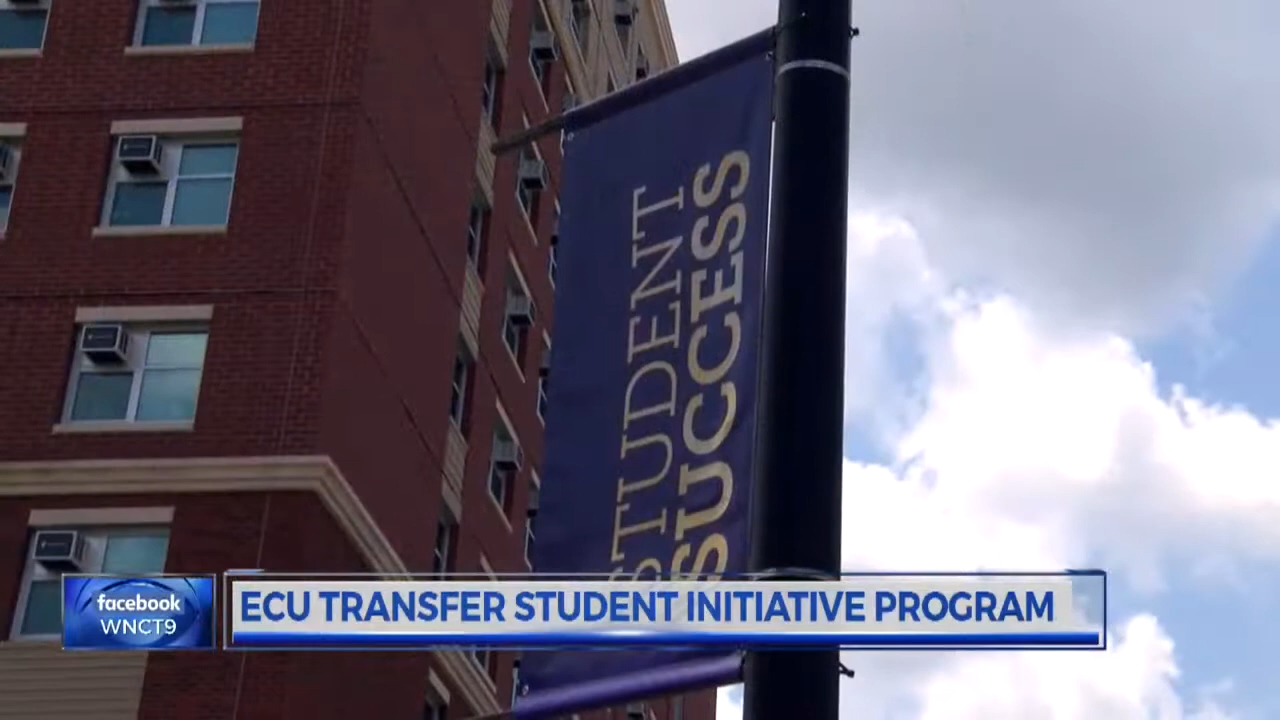 STUDENT
SUCCESS
facebook
WNCT9
ECU TRANSFER STUDENT INITIATIVE PROGRAM